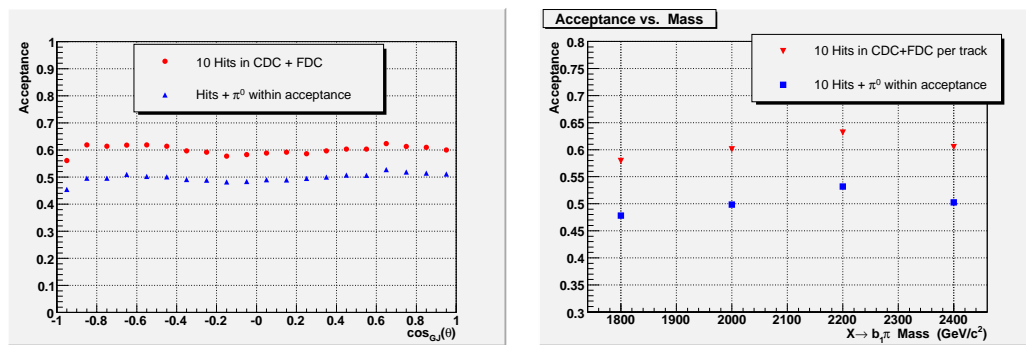 Acceptance
1
0.9
0.8
0.7
0.6
0.5
0.4
0.3
0.2
0.1
0
10 Hits in CDC + FDC
Hits + π⁰ within acceptance
-1 -0.8 -0.6 -0.4 -0.2 -0 0.2 0.4 0.6 0.8 1
cos_GJ(θ)
Acceptance vs. Mass
Acceptance
0.8
0.75
0.7
0.65
0.6
0.55
0.5
0.45
0.4
0.35
0.3
10 Hits in CDC+FDC per track
10 Hits + π⁰ within acceptance
1800 1900 2000 2100 2200 2300 2400
X→ b₁π Mass (GeV/c²)